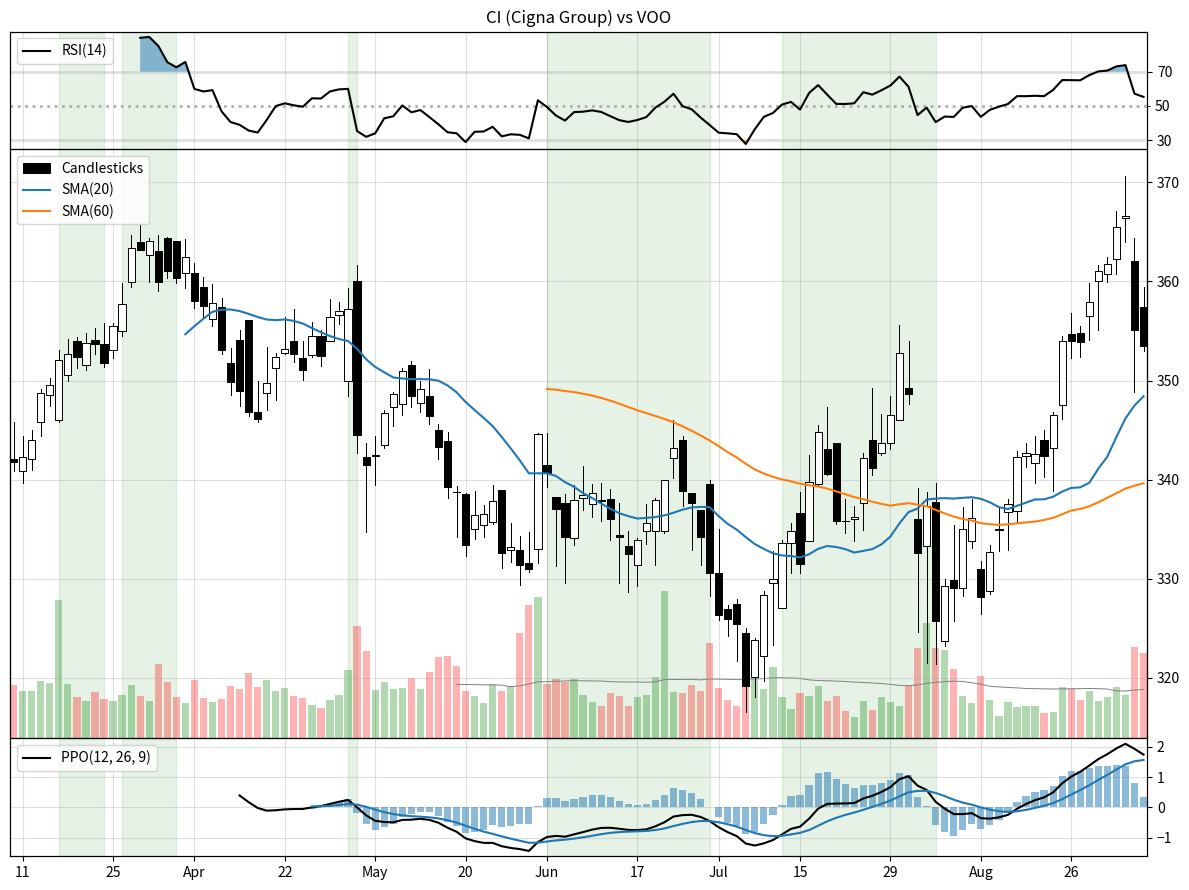 CI (Cigna Group) vs VOO
RSI(14)
70
50
30
Candlesticks
SMA(20)
SMA(60)
370
360
350
340
330
320
PPO(12, 26, 9)
2
1
0
−1
11 25 Apr 22 May 20 Jun 17 Jul 15 29 Aug 26